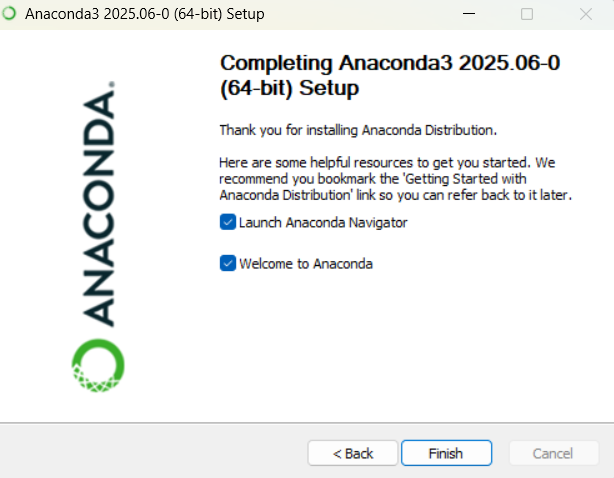 Anaconda3 2025.06-0 (64-bit) Setup
Completing Anaconda3 2025.06-0
(64-bit) Setup
Thank you for installing Anaconda Distribution.
Here are some helpful resources to get you started. We
recommend you bookmark the 'Getting Started with
Anaconda Distribution' link so you can refer back to it later.
Launch Anaconda Navigator
Welcome to Anaconda
ANACONDA.
< Back
Finish
Cancel